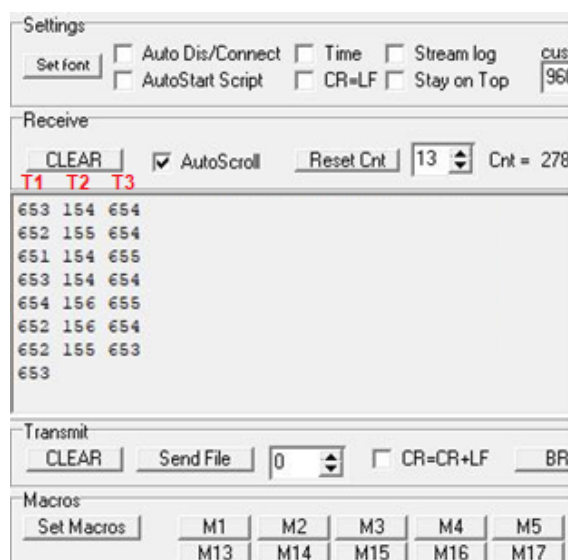 Settings
Set font Auto Dis/Connect Time Stream log
AutoStart Script CR=LF Stay on Top
Receive
CLEAR AutoScroll Reset Cnt 13 Cnt = 278
T1 T2 T3
653 154 654
652 155 654
651 154 655
653 154 654
654 156 655
652 156 654
652 155 653
653
Transmit
CLEAR Send File 0 CR=CR+LF BR
Macros
Set Macros M1 M2 M3 M4 M5
M13 M14 M15 M16 M17